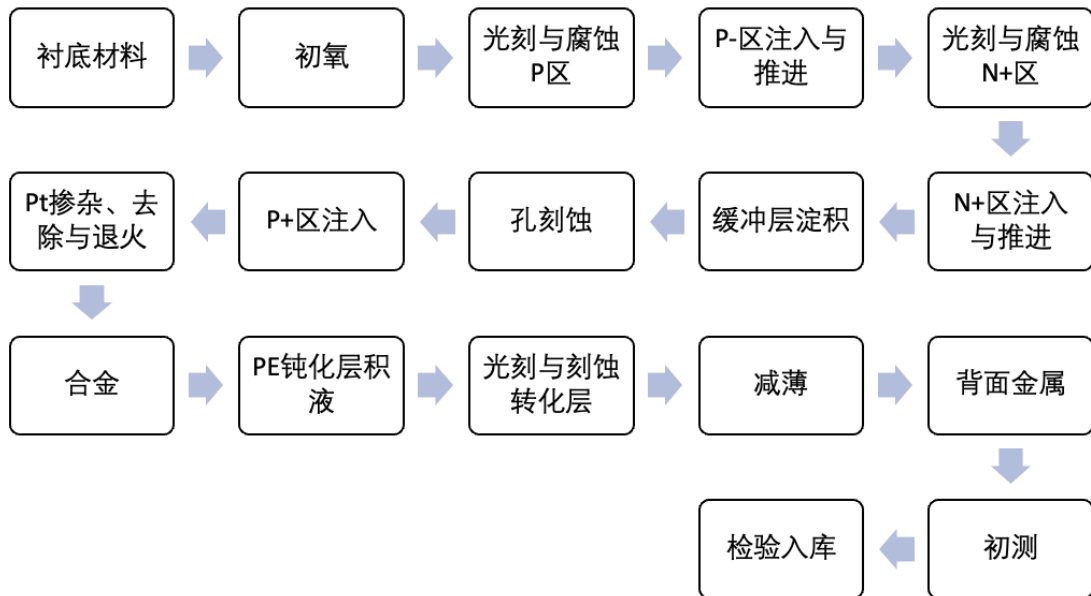 衬底材料
初氧
光刻与腐蚀
P区
P-区注入与
推进
光刻与腐蚀
N+区
N+区注入
与推进
缓冲层淀积
孔刻蚀
P+区注入
Pt掺杂、去
除与退火
合金
PE钝化层积
液
光刻与刻蚀
转化层
减薄
背面金属
初测
检验入库